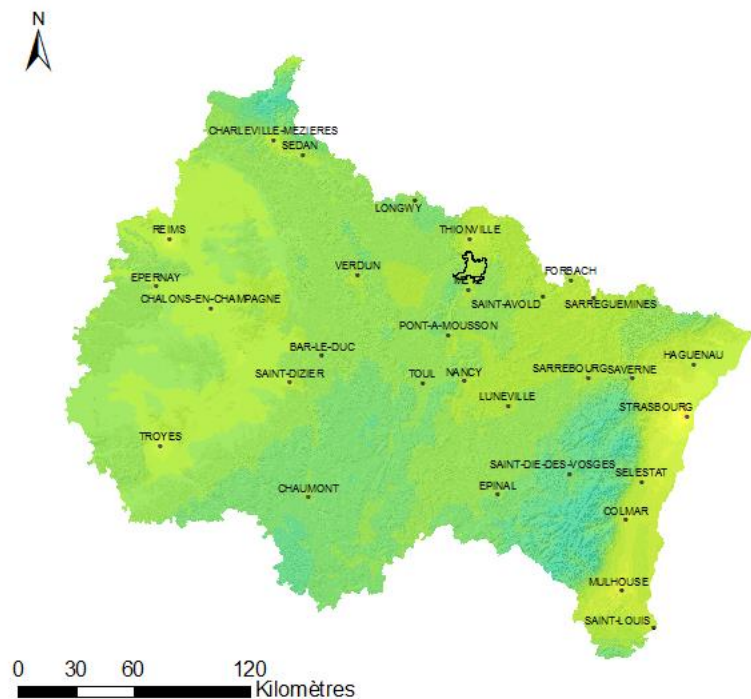 N
CHARLEVILLE-MEZIERES
SEDAN
LONGWY
REIMS
THIONVILLE
VERDUN
FORBACH
EPERNAY
CHALONS-EN-CHAMPAGNE
SAINT-AVOLD
SARREGUEMINES
PONT-A-MOUSSON
BAR-LE-DUC
HAGUENAU
SAINT-DIZIER
TOUL
NANCY
SARREBOURG
SAVERNE
LUNEVILLE
STRASBOURG
TROYES
SAINT-DIE-DES-VOSGES
CHAUMONT
EPINAL
SELESTAT
COLMAR
MULHOUSE
SAINT-LOUIS
0 30 60 120
Kilomètres